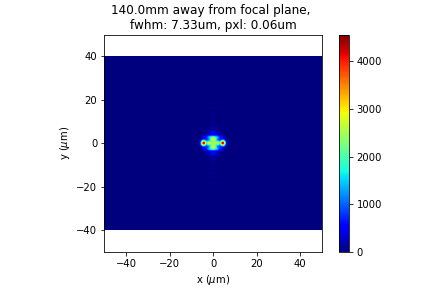 140.0mm away from focal plane,
fwhm: 7.33um, pxl: 0.06um
40
20
0
−20
−40
y (μm)
−40 −20 0 20 40
x (μm)
4000
3000
2000
1000
0